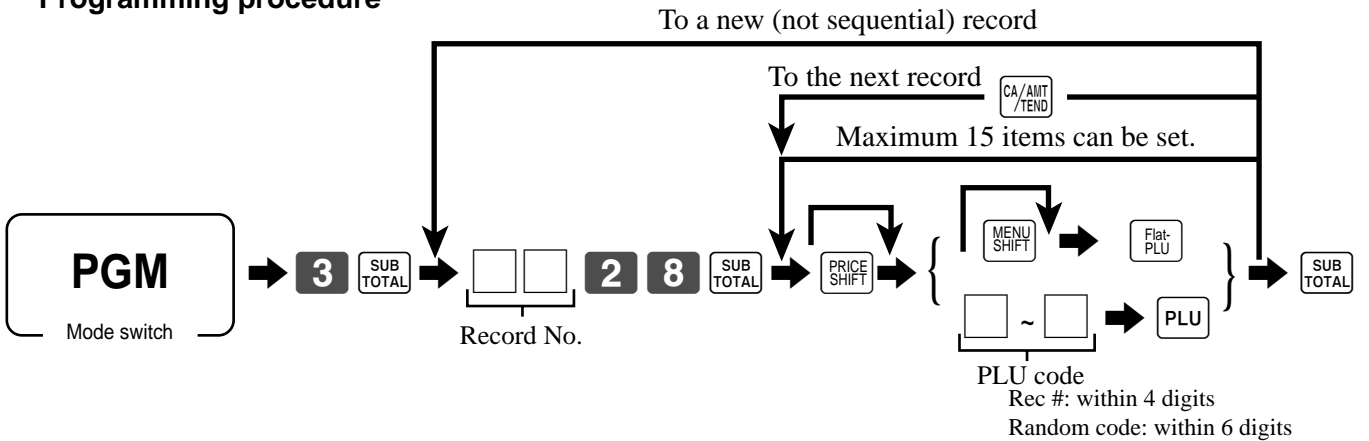 Programming procedure
To a new (not sequential) record
To the next record
CA/AMT
/TEND
Maximum 15 items can be set.
PGM
Mode switch
3
SUB
TOTAL
2 8
SUB
TOTAL
PRICE
SHIFT
MENU
SHIFT
Flat-
PLU
~
PLU
SUB
TOTAL
Record No.
PLU code
Rec #: within 4 digits
Random code: within 6 digits